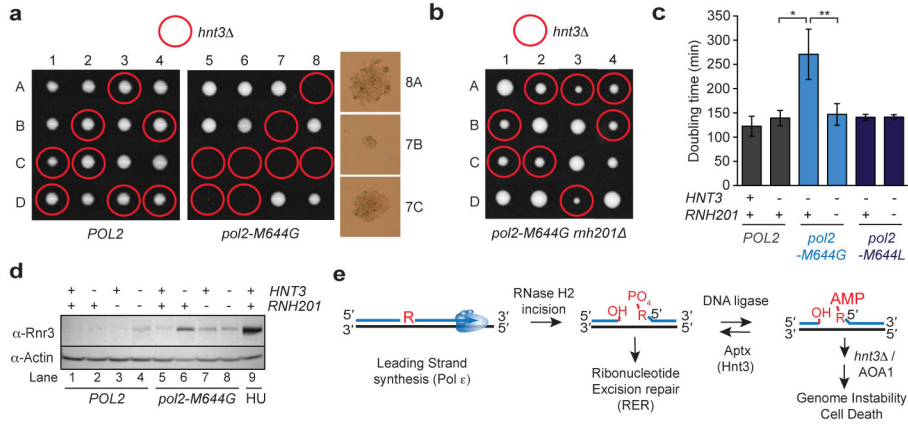 a
hnt3Δ
1 2 3 4 5 6 7 8
A
B
C
D
POL2 pol2-M644G
8A
7B
7C
b
hnt3Δ
1 2 3 4
A
B
C
D
pol2-M644G rnh201Δ
c
* **
Doubling time (min)
350
300
250
200
150
100
50
0
HNT3 + - - - - -
RNH201 + + + - + -
POL2 pol2 pol2
-M644G -M644L
d
+ + - - + + - - + HNT3
+ - + - + - + - + RNH201
α-Rnr3
α-Actin
Lane 1 2 3 4 5 6 7 8 9
POL2 pol2-M644G HU
e
5'
3'
R
3'
5'
Leading Strand
synthesis (Pol ε)
RNase H2
incision
5'
3'
OH
PO4
R
5'
3'
5'
Ribonucleotide
Excision repair
(RER)
DNA ligase
Aptx
(Hnt3)
5'
3'
OH
AMP
R
5'
3'
5'
hnt3Δ /
AOA1
Genome Instability
Cell Death